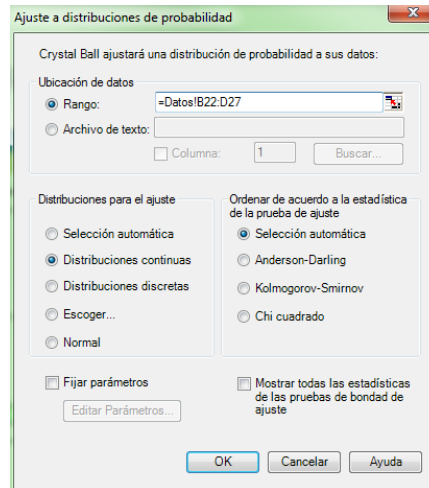 Ajuste a distribuciones de probabilidad
Crystal Ball ajustará una distribución de probabilidad a sus datos:
Ubicación de datos
Rango: =Datos!B22:D27
Archivo de texto:
Columna: 1 Buscar...
Distribuciones para el ajuste
Selección automática
Distribuciones continuas
Distribuciones discretas
Escoger...
Normal
Ordenar de acuerdo a la estadística
de la prueba de ajuste
Selección automática
Anderson-Darling
Kolmogorov-Smirnov
Chi cuadrado
Fijar parámetros
Editar Parámetros...
Mostrar todas las estadísticas
de las pruebas de bondad de
ajuste
OK Cancelar Ayuda